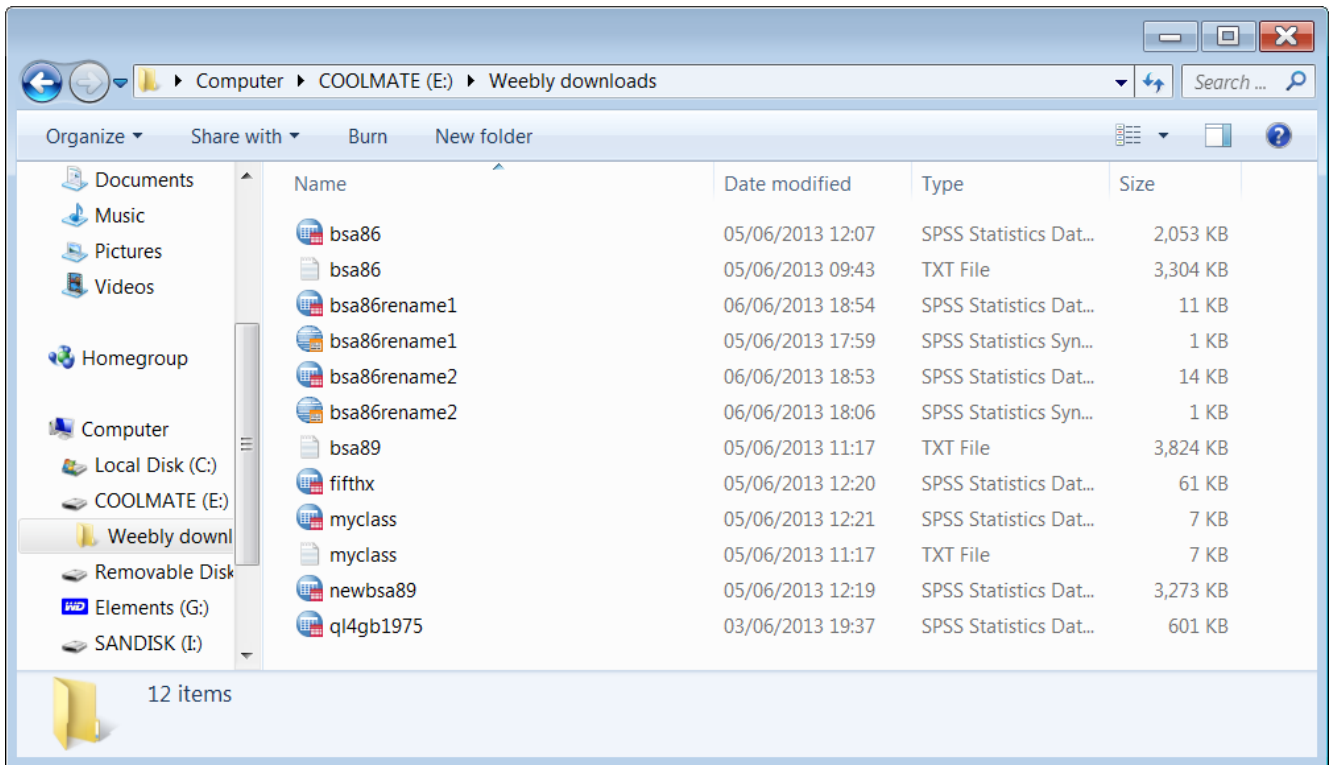 Computer COOLMATE (E:) Weebly downloads Search ...
Organize Share with Burn New folder
Documents
Music
Pictures
Videos
Homegroup
Computer
Local Disk (C:)
COOLMATE (E:)
Weebly downl
Removable Disk
WD Elements (G:)
SANDISK (I:)
Name Date modified Type Size
bsa86 05/06/2013 12:07 SPSS Statistics Dat... 2,053 KB
bsa86 05/06/2013 09:43 TXT File 3,304 KB
bsa86rename1 06/06/2013 18:54 SPSS Statistics Dat... 11 KB
bsa86rename1 05/06/2013 17:59 SPSS Statistics Syn... 1 KB
bsa86rename2 06/06/2013 18:53 SPSS Statistics Dat... 14 KB
bsa86rename2 06/06/2013 18:06 SPSS Statistics Syn... 1 KB
bsa89 05/06/2013 11:17 TXT File 3,824 KB
fifthx 05/06/2013 12:20 SPSS Statistics Dat... 61 KB
myclass 05/06/2013 12:21 SPSS Statistics Dat... 7 KB
myclass 05/06/2013 11:17 TXT File 7 KB
newbsa89 05/06/2013 12:19 SPSS Statistics Dat... 3,273 KB
ql4gb1975 03/06/2013 19:37 SPSS Statistics Dat... 601 KB
12 items